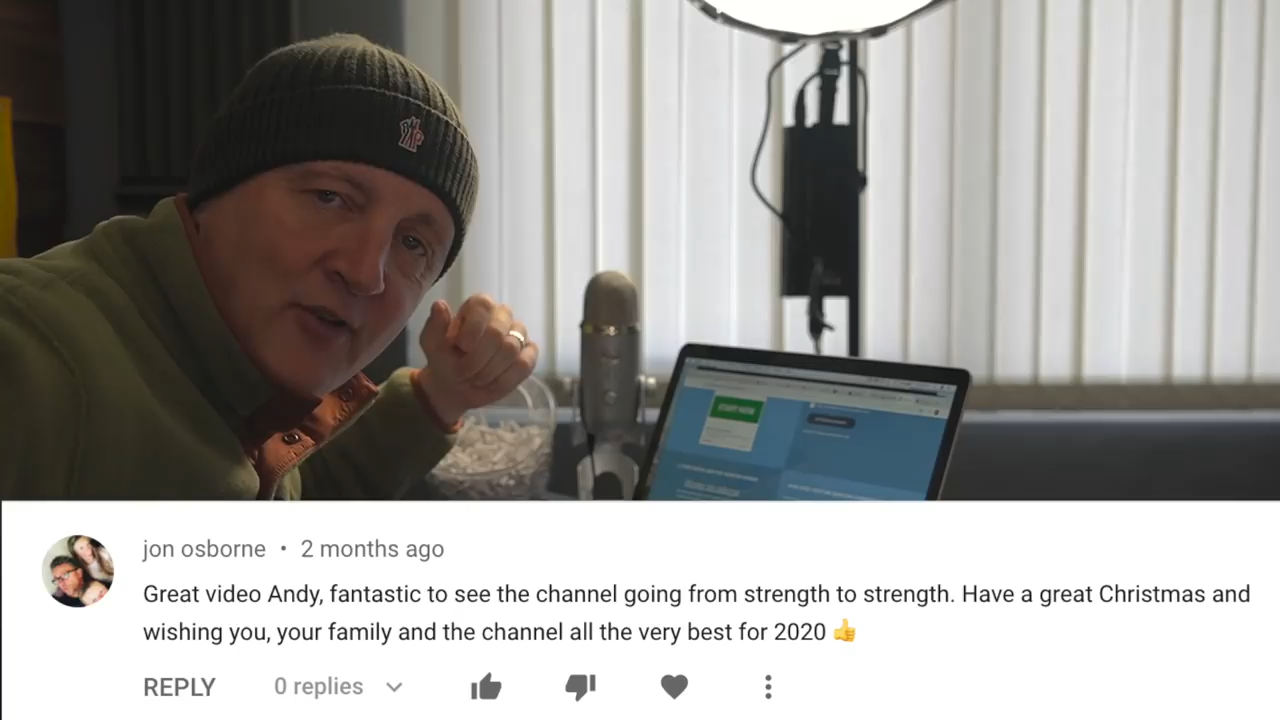 START NOW
jon osborne • 2 months ago
Great video Andy, fantastic to see the channel going from strength to strength. Have a great Christmas and
wishing you, your family and the channel all the very best for 2020 👍
REPLY 0 replies